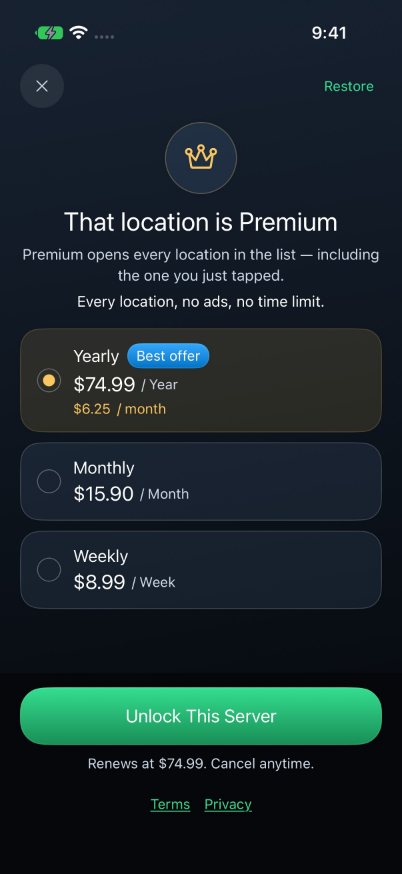 9:41
Restore
That location is Premium
Premium opens every location in the list — including
the one you just tapped.
Every location, no ads, no time limit.
Yearly Best offer
$74.99 / Year
$6.25 / month
Monthly
$15.90 / Month
Weekly
$8.99 / Week
Unlock This Server
Renews at $74.99. Cancel anytime.
Terms Privacy